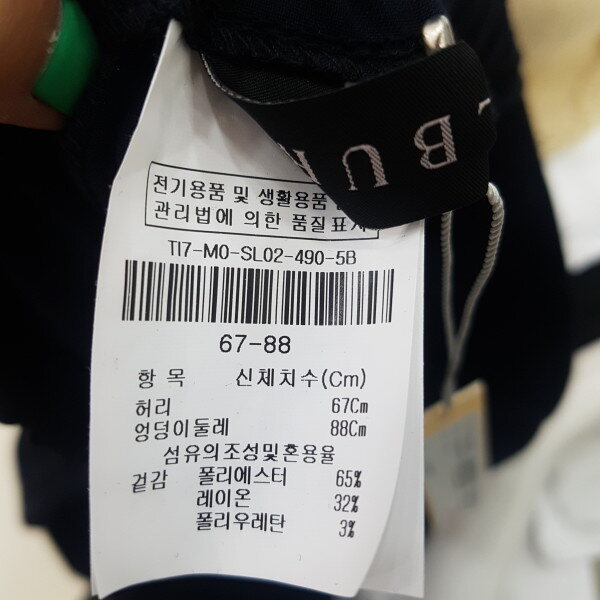 전기용품 및 생활용품
관리법에 의한 품질표시
TI7-M0-SL02-490-5B
67-88
항 목 신체치수(Cm)
허리 67Cm
엉덩이둘레 88Cm
섬유의조성및혼용율
겉감 폴리에스터 65%
레이온 32%
폴리우레탄 3%